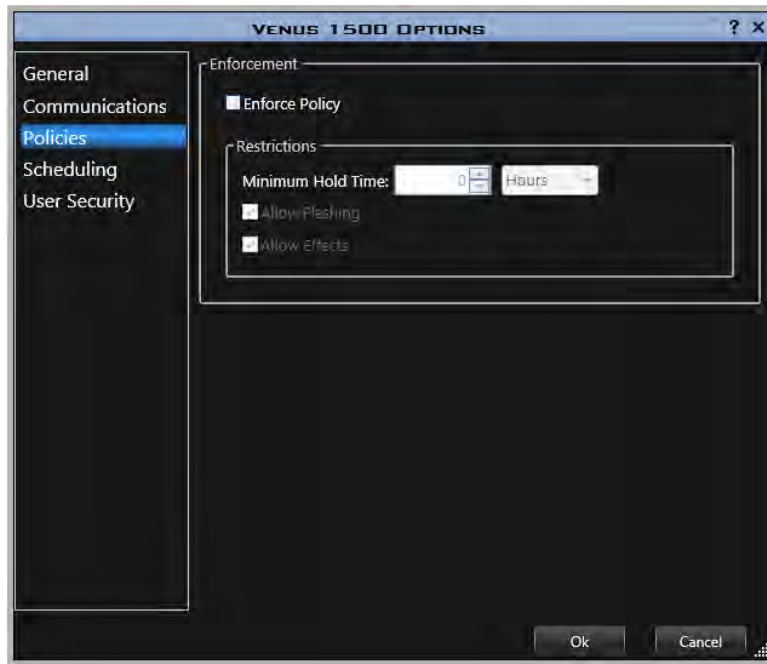 VENUS 1500 OPTIONS ? ×
General
Communications
Policies
Scheduling
User Security
Enforcement
Enforce Policy
Restrictions
Minimum Hold Time: 0 Hours
Allow Flashing
Allow Effects
Ok Cancel